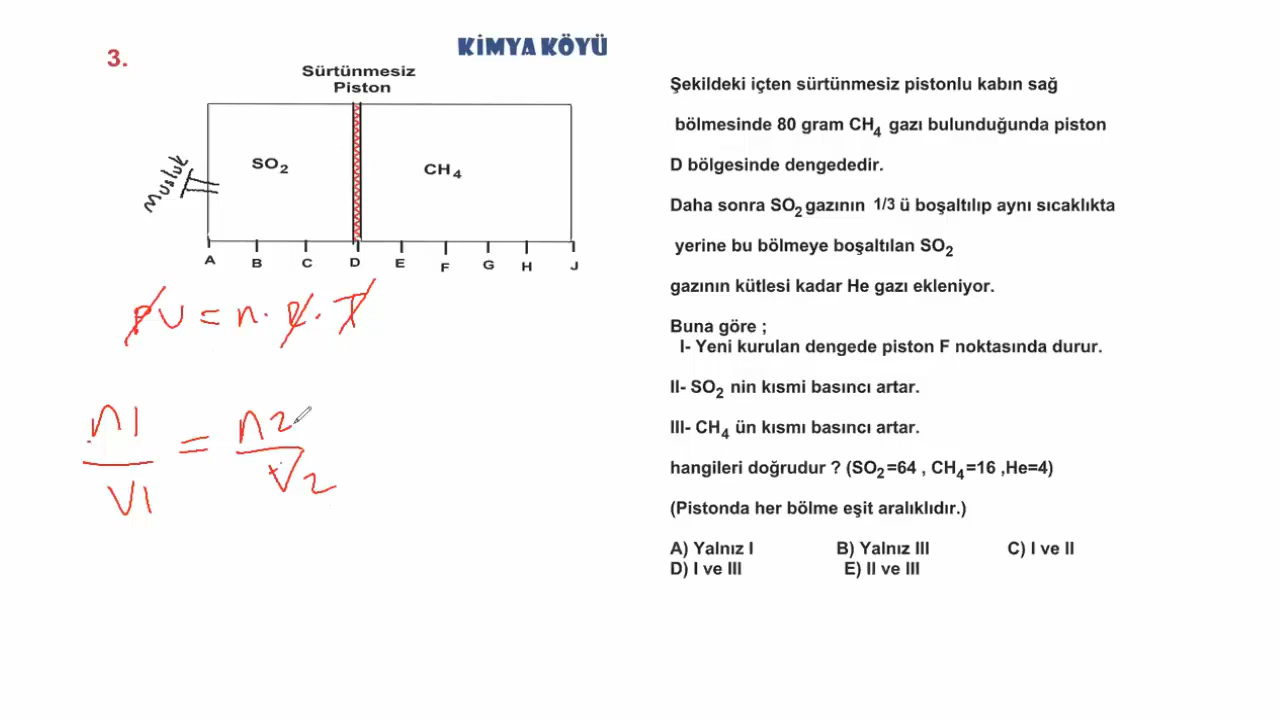 KİMYA KÖYÜ
3.
Sürtünmesiz
Piston
SO2
CH4
Musluk
A B C D E F G H J
PV = n . R . T
n1 = n2
V1 V2
Şekildeki içten sürtünmesiz pistonlu kabın sağ
bölmesinde 80 gram CH4 gazı bulunduğunda piston
D bölgesinde dengededir.
Daha sonra SO2 gazının 1/3 ü boşaltılıp aynı sıcaklıkta
yerine bu bölmeye boşaltılan SO2
gazının kütlesi kadar He gazı ekleniyor.
Buna göre ;
I- Yeni kurulan dengede piston F noktasında durur.
II- SO2 nin kısmi basıncı artar.
III- CH4 ün kısmı basıncı artar.
hangileri doğrudur ? (SO2=64 , CH4=16 ,He=4)
(Pistonda her bölme eşit aralıklıdır.)
A) Yalnız I B) Yalnız III C) I ve II
D) I ve III E) II ve III